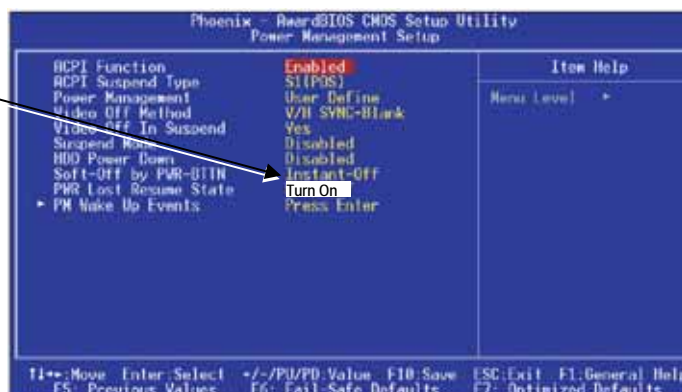 Phoenix - AwardBIOS CMOS Setup Utility
Power Management Setup
ACPI Function Enabled
ACPI Suspend Type S1(POS)
Power Management User Define
Video Off Method V/H SYNC+Blank
Video Off In Suspend Yes
Suspend Mode Disabled
HDD Power Down Disabled
Soft-Off by PWR-BTTN Instant-Off
PWR Lost Resume State Turn On
► PM Wake Up Events Press Enter
Item Help
Menu Level ►
↑↓→←:Move Enter:Select +/-/PU/PD:Value F10:Save ESC:Exit F1:General Help
F5: Previous Values F6: Fail-Safe Defaults F7: Optimized Defaults